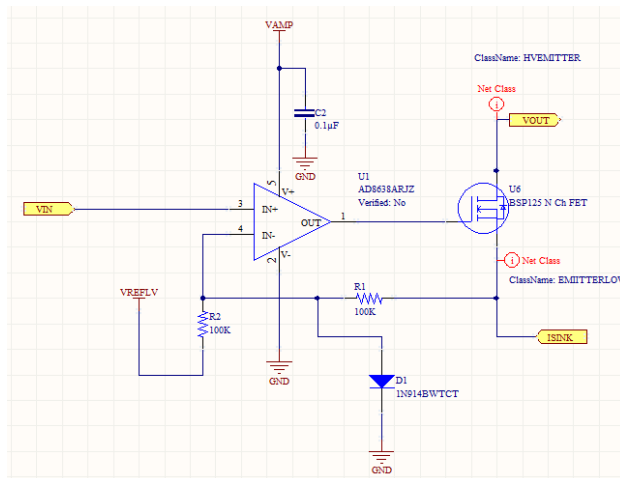 VAMP
ClassName: HVEMITTER
Net Class
i
VOUT
C2
0.1µF
GND
U1
AD8638ARJZ
Verified: No
5
V+
U6
BSP125 N Ch FET
VIN
3
IN+
OUT
1
4
IN-
2
V-
i Net Class
ClassName: EMIITTERLOV
VREFLV
R1
100K
R2
100K
ISINK
GND
D1
1N914BWTCT
GND